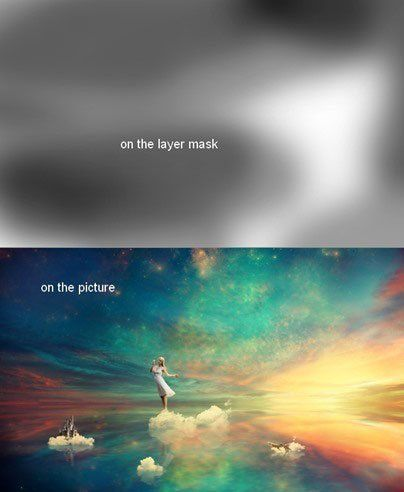 on the layer mask
on the picture